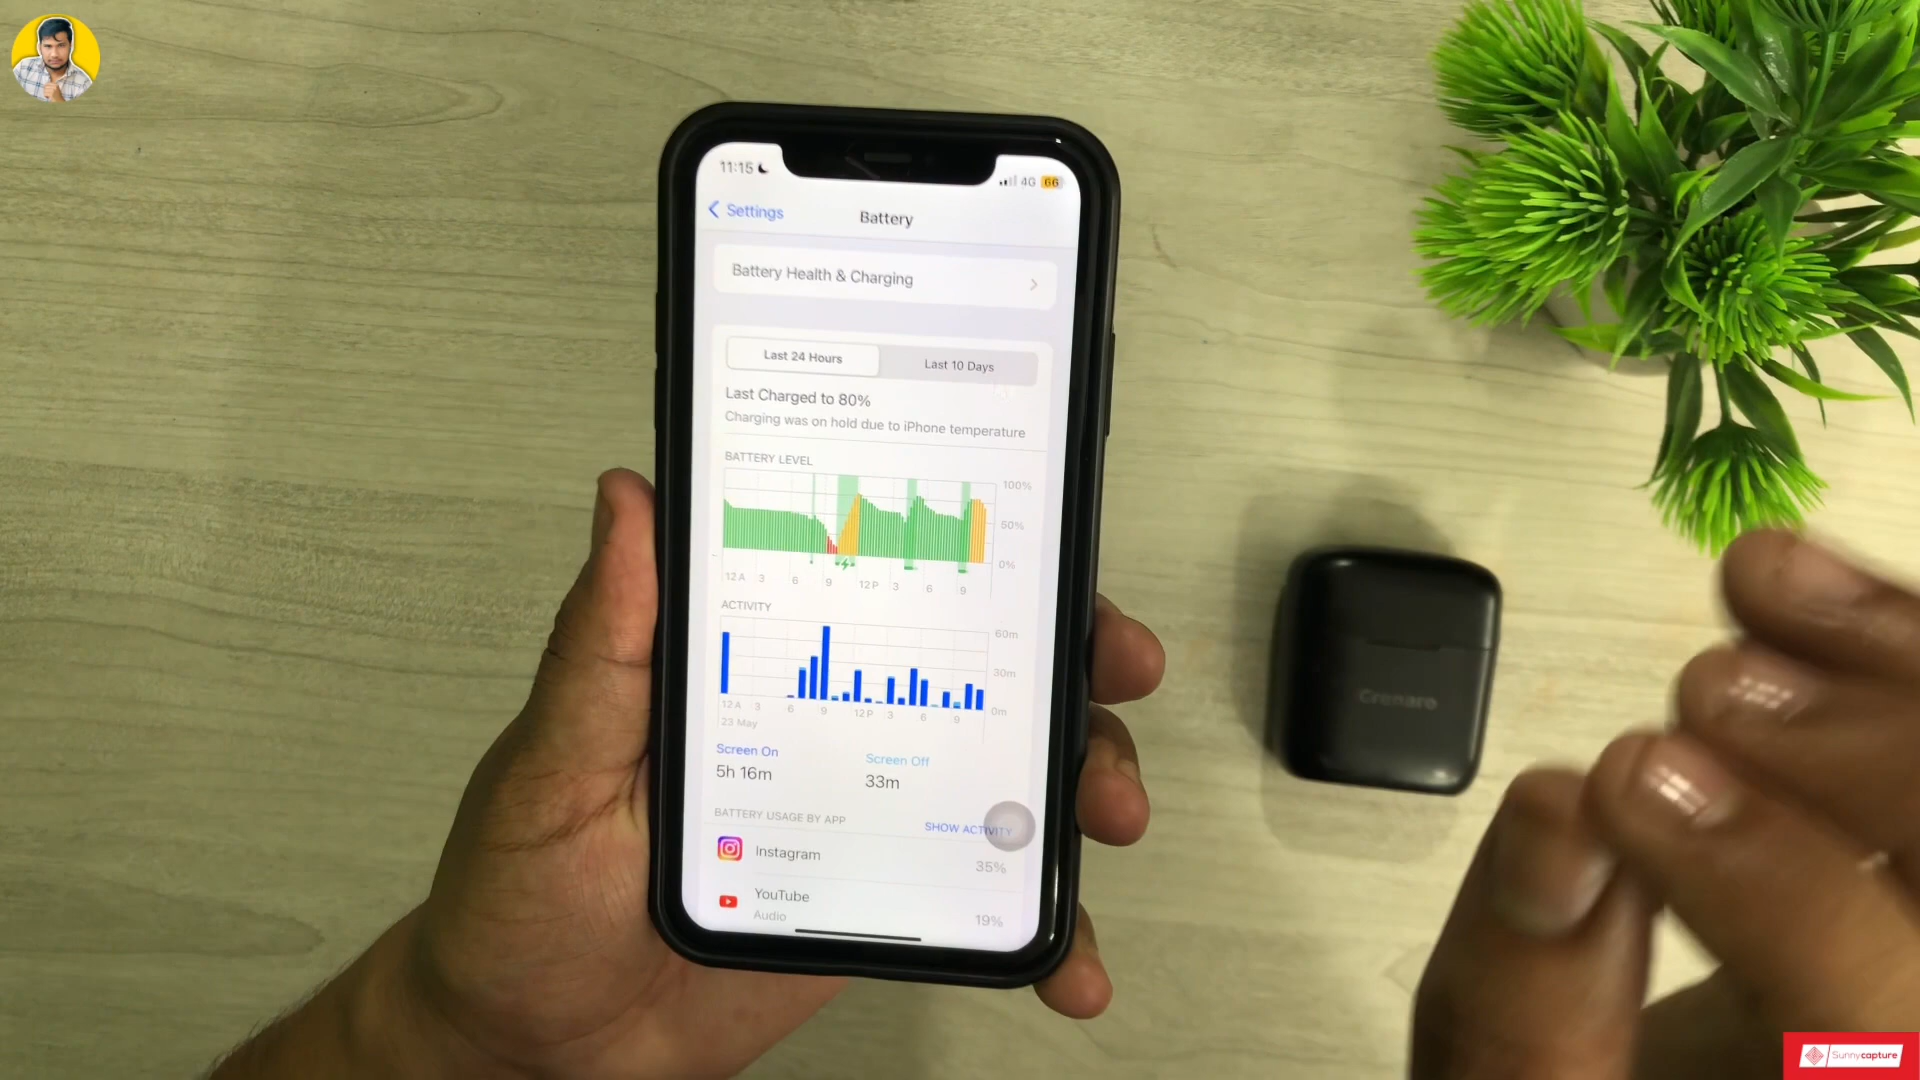 11:15
4G 66
Settings
Battery
Battery Health & Charging
Last 24 Hours
Last 10 Days
Last Charged to 80%
Charging was on hold due to iPhone temperature
BATTERY LEVEL
100%
50%
0%
12 A 3 6 9 12 P 3 6 9
ACTIVITY
60m
30m
0m
12 A 3 6 9 12 P 3 6 9
23 May
Screen On
5h 16m
Screen Off
33m
BATTERY USAGE BY APP
SHOW ACTIVITY
Instagram
35%
YouTube
Audio
19%
Sunnycapture